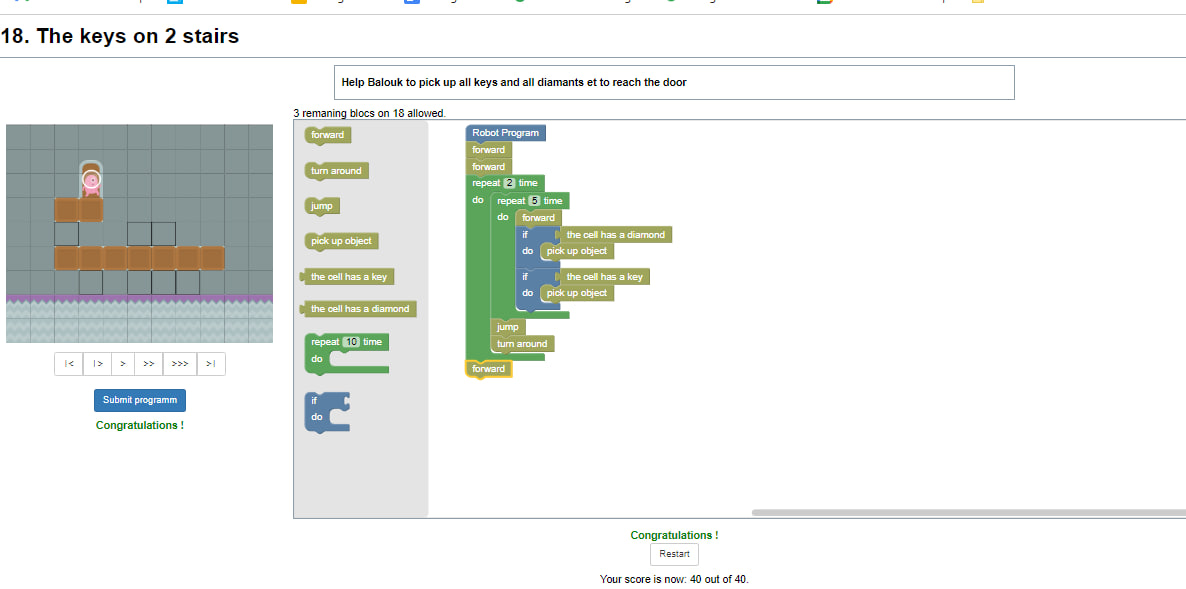 18. The keys on 2 stairs
Help Balouk to pick up all keys and all diamants et to reach the door
3 remaning blocs on 18 allowed.
forward
turn around
jump
pick up object
the cell has a key
the cell has a diamond
repeat 10 time
do
if
do
Robot Program
forward
forward
repeat 2 time
do repeat 5 time
do forward
if the cell has a diamond
do pick up object
if the cell has a key
do pick up object
jump
turn around
forward
|< |> > >> >>> >|
Submit programm
Congratulations !
Congratulations !
Restart
Your score is now: 40 out of 40.